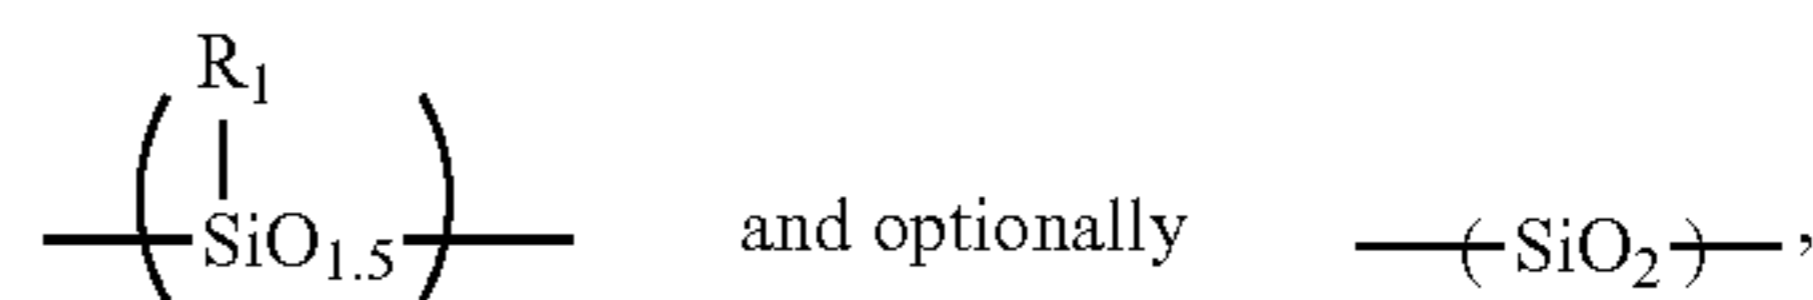 R₁
SiO₁.₅ and optionally —( SiO₂ )— ,